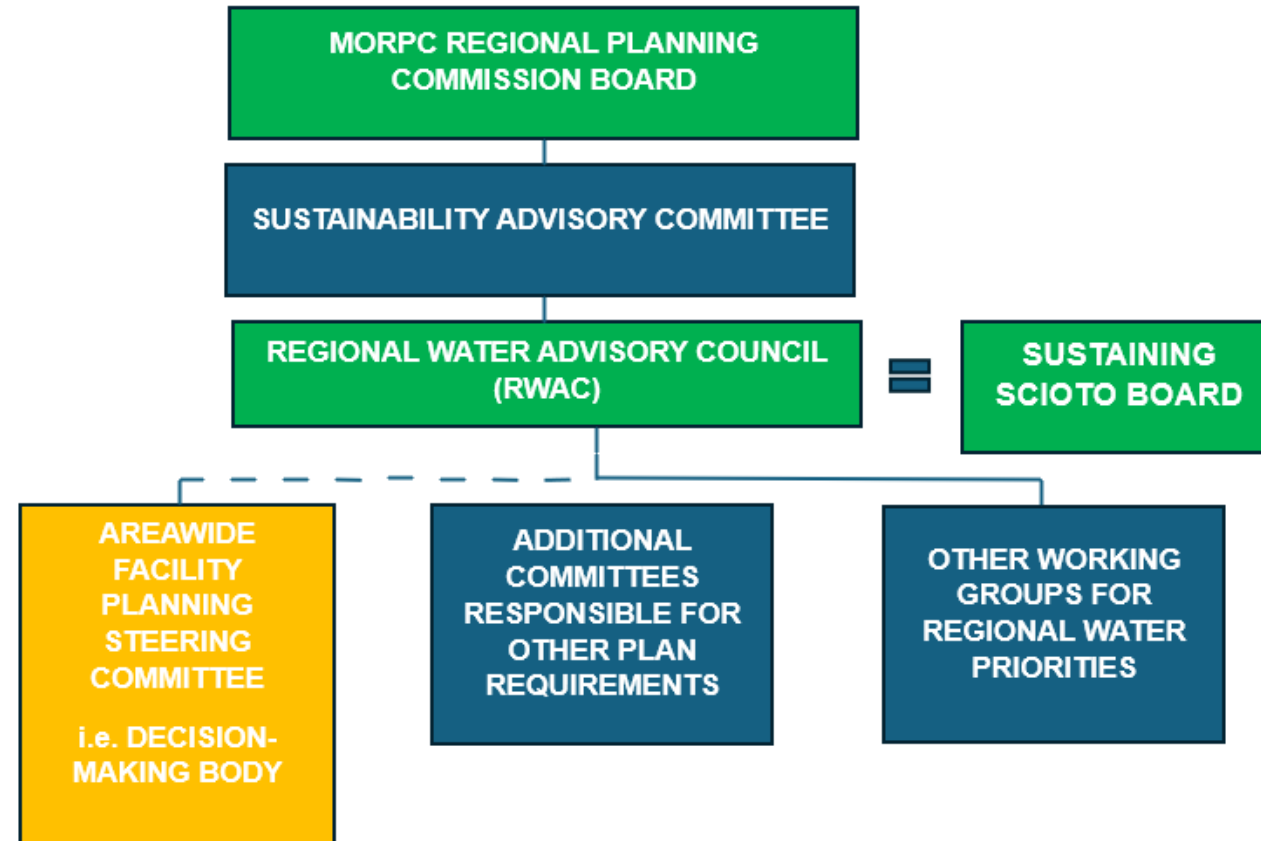 MORPC REGIONAL PLANNING
COMMISSION BOARD
SUSTAINABILITY ADVISORY COMMITTEE
REGIONAL WATER ADVISORY COUNCIL
(RWAC)
SUSTAINING
SCIOTO BOARD
AREAWIDE
FACILITY
PLANNING
STEERING
COMMITTEE
i.e. DECISION-
MAKING BODY
ADDITIONAL
COMMITTEES
RESPONSIBLE FOR
OTHER PLAN
REQUIREMENTS
OTHER WORKING
GROUPS FOR
REGIONAL WATER
PRIORITIES